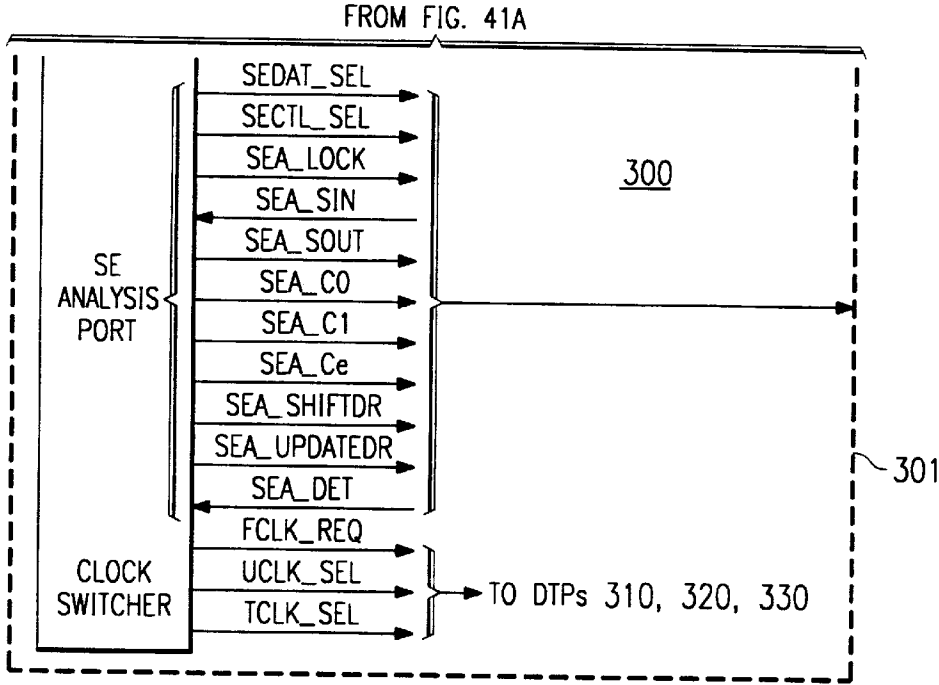 FROM FIG. 41A
SEDAT_SEL
SECTL_SEL
SEA_LOCK
300
SEA_SIN
SEA_SOUT
SE
ANALYSIS
PORT
SEA_C0
SEA_C1
SEA_Ce
SEA_SHIFTDR
SEA_UPDATEDR
301
SEA_DET
FCLK_REQ
CLOCK
SWITCHER
UCLK_SEL
TO DTPs 310, 320, 330
TCLK_SEL